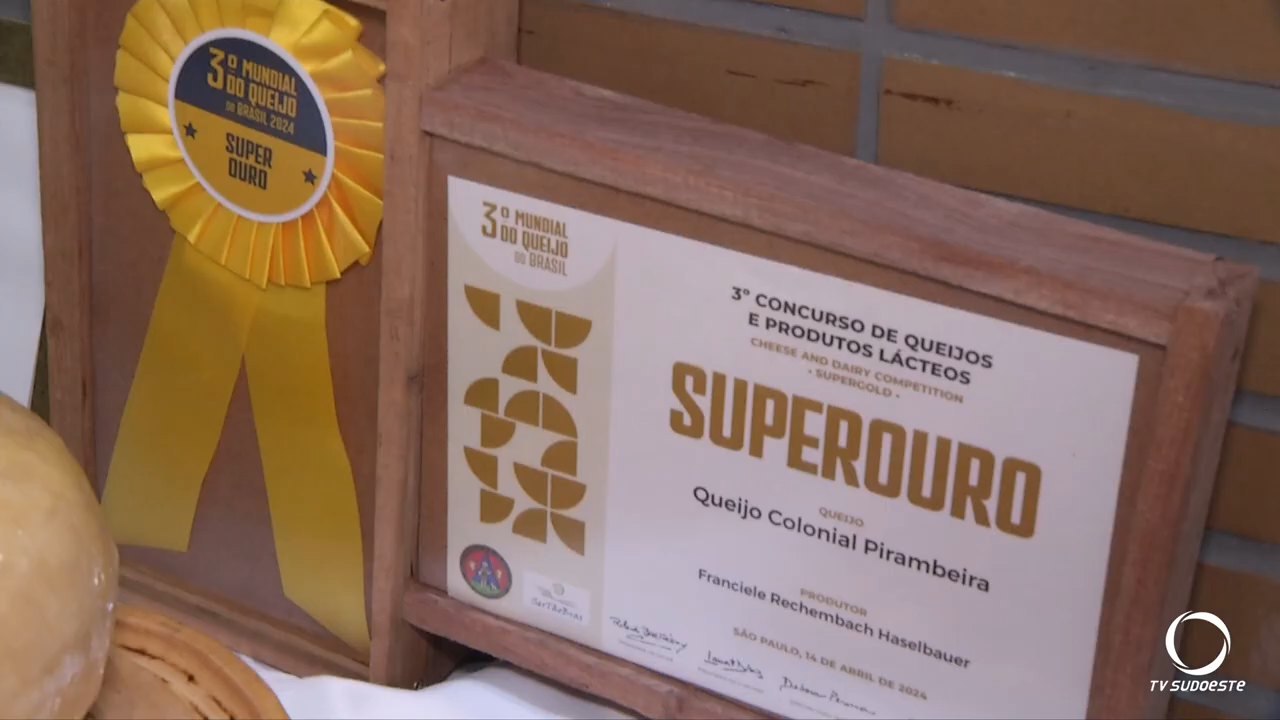 3º MUNDIAL
DO QUEIJO
DO BRASIL 2024
SUPER
OURO
3º MUNDIAL
DO QUEIJO
DO BRASIL
3º CONCURSO DE QUEIJOS
E PRODUTOS LÁCTEOS
CHEESE AND DAIRY COMPETITION
• SUPERGOLD •
SUPEROURO
QUEIJO
Queijo Colonial Pirambeira
PRODUTOR
Franciele Rechembach Haselbauer
SÃO PAULO, 14 DE ABRIL DE 2024
TV SUDOESTE